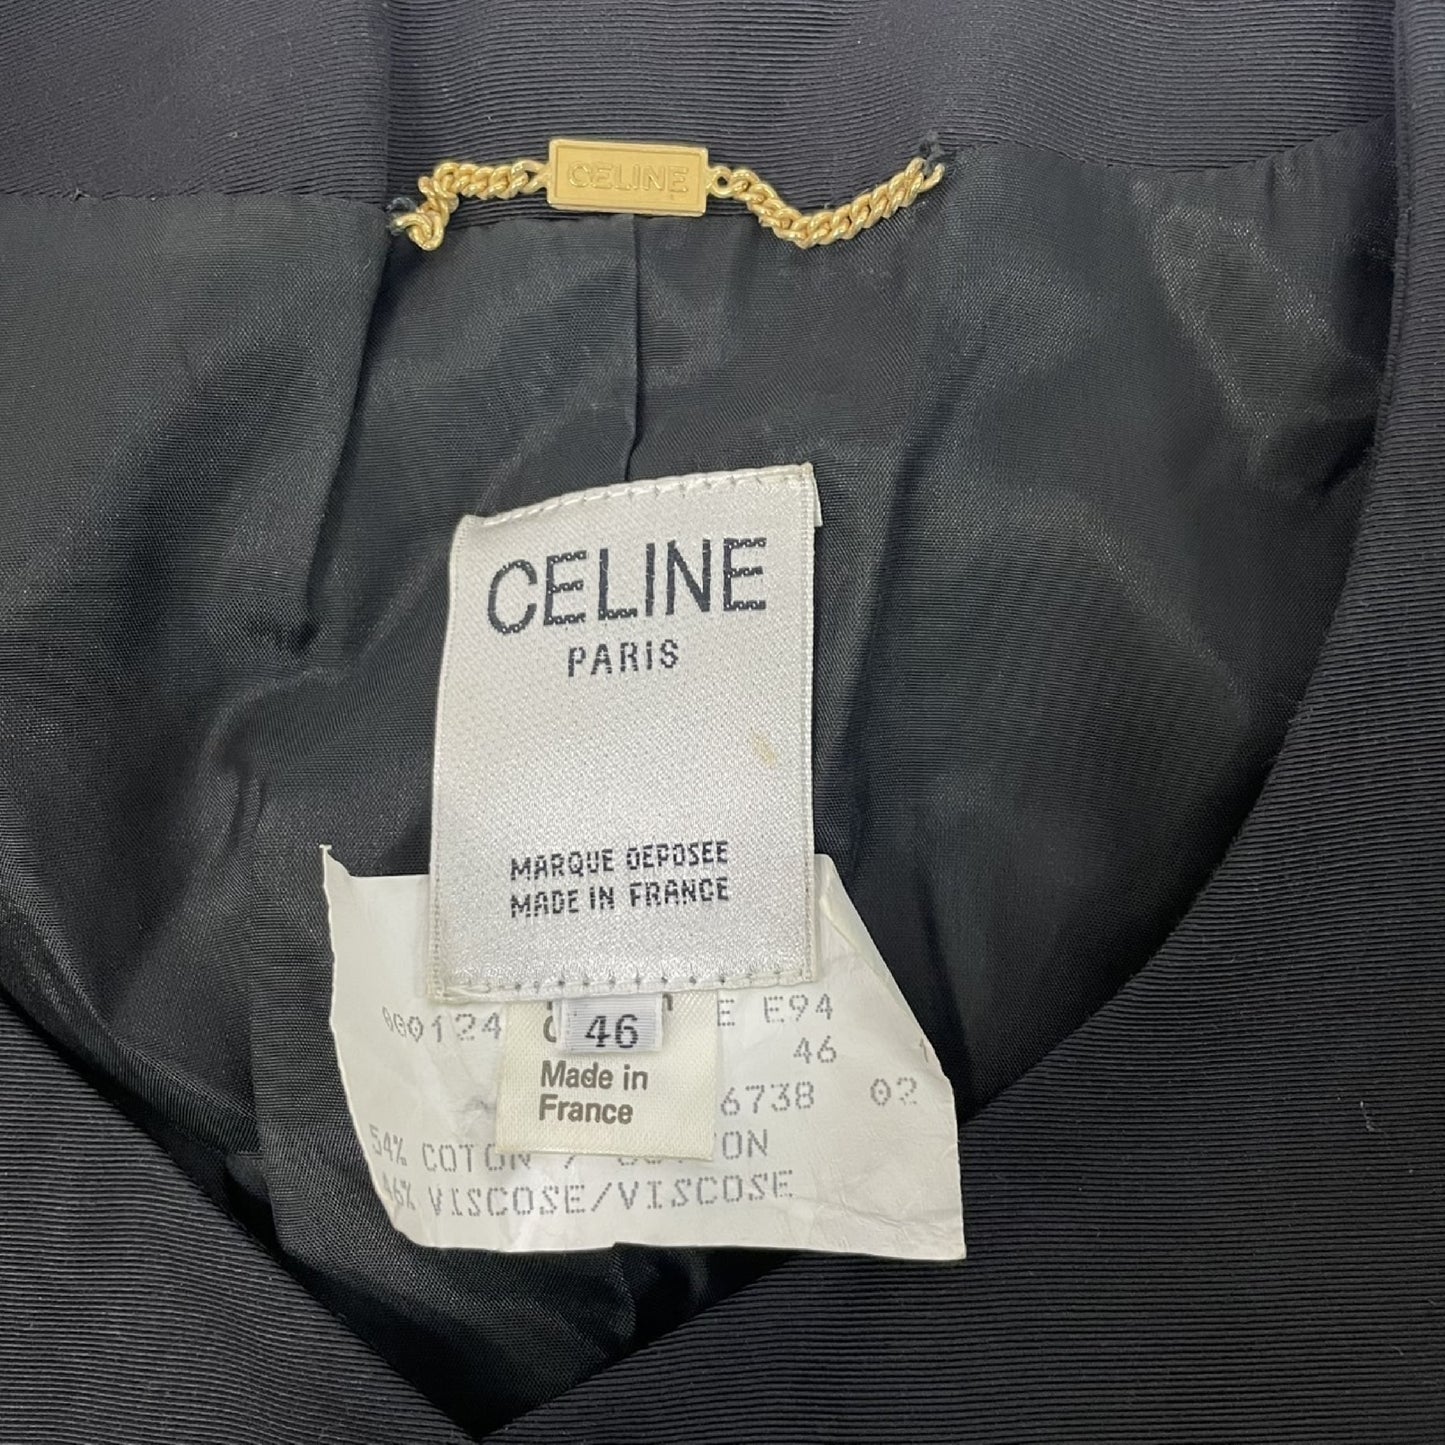 CELINE
CELINE
PARIS
MARQUE DEPOSEE
MADE IN FRANCE
000124 E E94
46
46
Made in
France
6738 02
54% COTON /
46% VISCOSE/VISCOSE